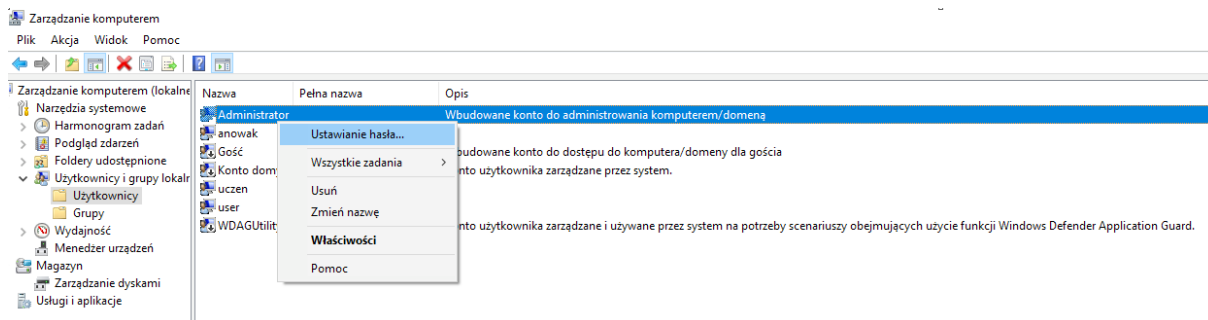 Zarządzanie komputerem
Plik Akcja Widok Pomoc
Zarządzanie komputerem (lokalne
Narzędzia systemowe
Harmonogram zadań
Podgląd zdarzeń
Foldery udostępnione
Użytkownicy i grupy lokalr
Użytkownicy
Grupy
Wydajność
Menedżer urządzeń
Magazyn
Zarządzanie dyskami
Usługi i aplikacje
Nazwa Pełna nazwa Opis
Administrator Wbudowane konto do administrowania komputerem/domeną
anowak
Gość budowane konto do dostępu do komputera/domeny dla gościa
Konto domy nto użytkownika zarządzane przez system.
uczen
user
WDAGUtilit nto użytkownika zarządzane i używane przez system na potrzeby scenariuszy obejmujących użycie funkcji Windows Defender Application Guard.
Ustawianie hasła...
Wszystkie zadania
Usuń
Zmień nazwę
Właściwości
Pomoc